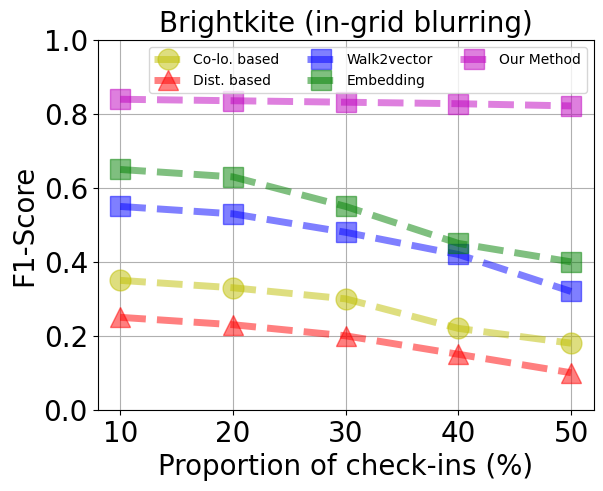 Brightkite (in-grid blurring)
Co-lo. based
Dist. based
Walk2vector
Embedding
Our Method
F1-Score
1.0
0.8
0.6
0.4
0.2
0.0
10 20 30 40 50
Proportion of check-ins (%)